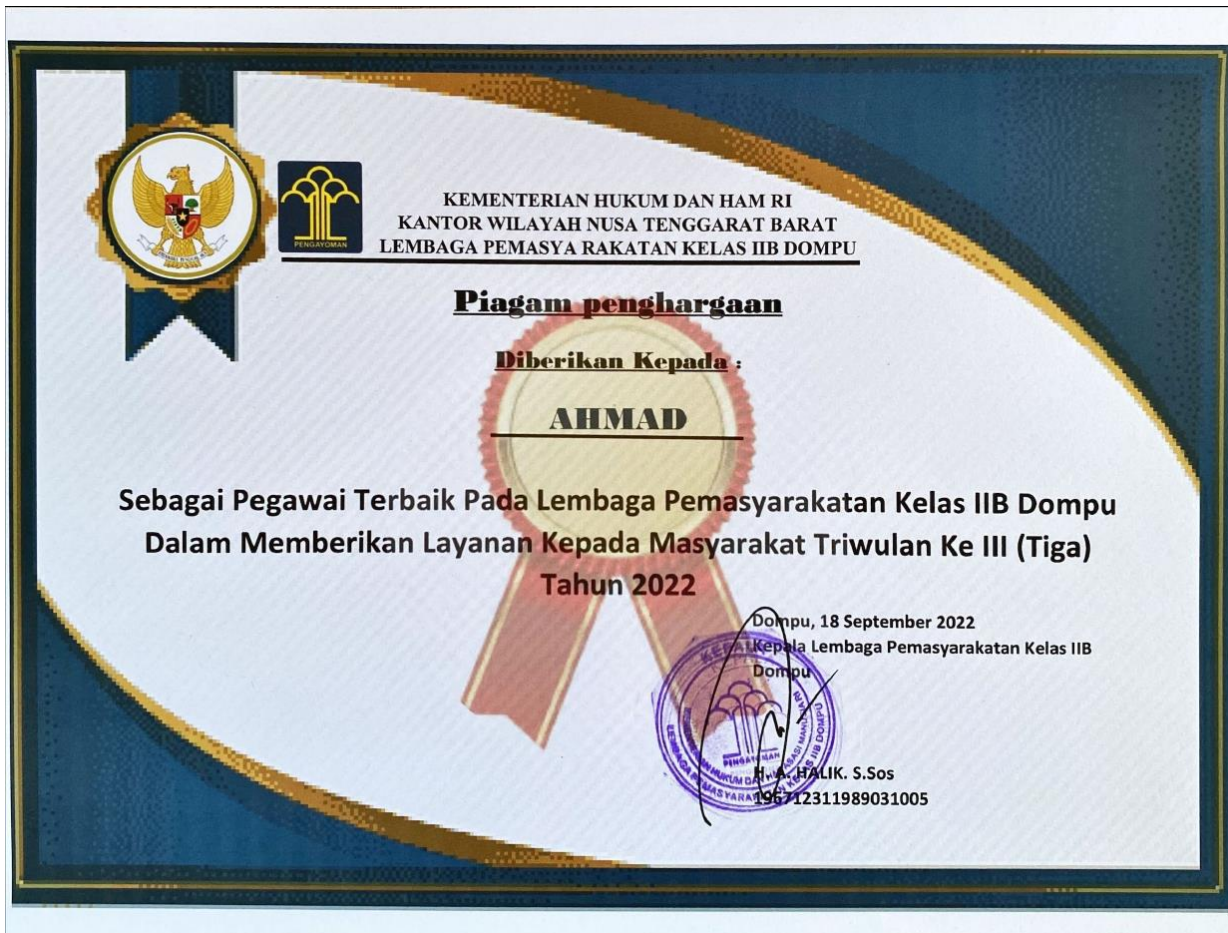 PENGAYOMAN
KEMENTERIAN HUKUM DAN HAM RI
KANTOR WILAYAH NUSA TENGGARAT BARAT
LEMBAGA PEMASYA RAKATAN KELAS IIB DOMPU
Piagam penghargaan
Diberikan Kepada :
AHMAD
Sebagai Pegawai Terbaik Pada Lembaga Pemasyarakatan Kelas IIB Dompu
Dalam Memberikan Layanan Kepada Masyarakat Triwulan Ke III (Tiga)
Tahun 2022
Dompu, 18 September 2022
Kepala Lembaga Pemasyarakatan Kelas IIB
Dompu
PENGAYOMAN
H. A. HALIK. S.Sos
196712311989031005